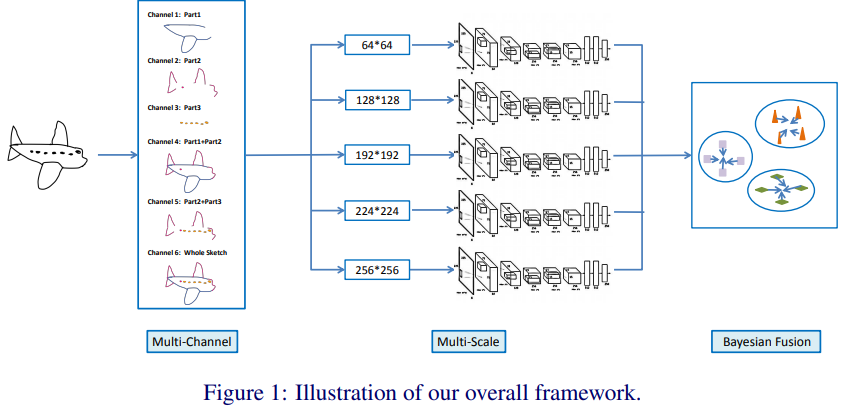 Channel 1: Part1
Channel 2: Part2
Channel 3: Part3
Channel 4: Part1+Part2
Channel 5: Part2+Part3
Channel 6: Whole Sketch
64*64
128*128
192*192
224*224
256*256
Multi-Channel
Multi-Scale
Bayesian Fusion
Figure 1: Illustration of our overall framework.